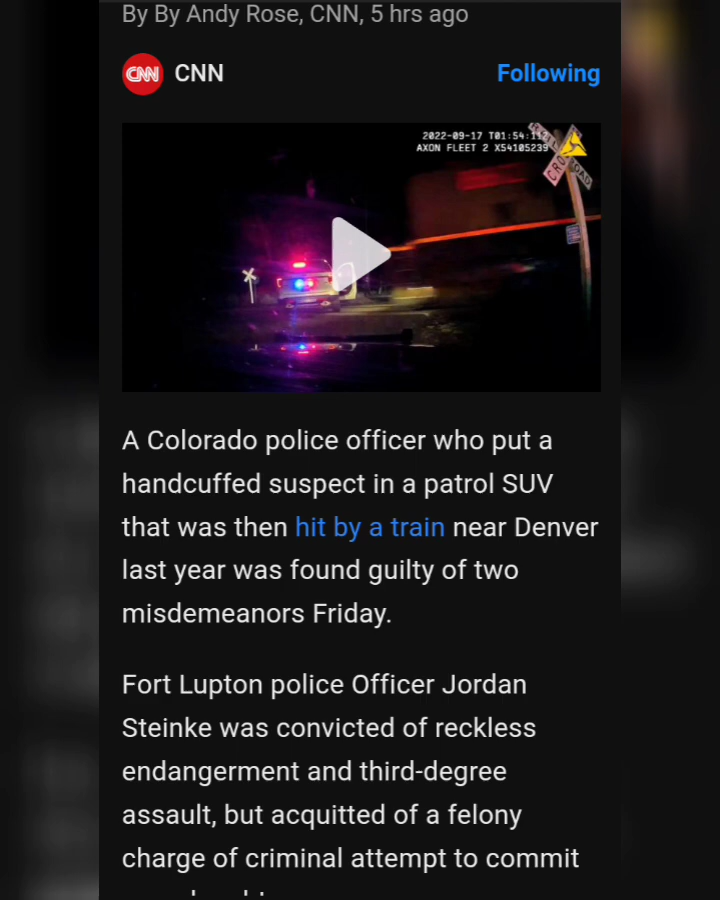 By By Andy Rose, CNN, 5 hrs ago
CNN CNN
Following
2022-09-17 T01:54:
AXON FLEET 2 X54105239
CRO
ROAD
A Colorado police officer who put a
handcuffed suspect in a patrol SUV
that was then hit by a train near Denver
last year was found guilty of two
misdemeanors Friday.
Fort Lupton police Officer Jordan
Steinke was convicted of reckless
endangerment and third-degree
assault, but acquitted of a felony
charge of criminal attempt to commit